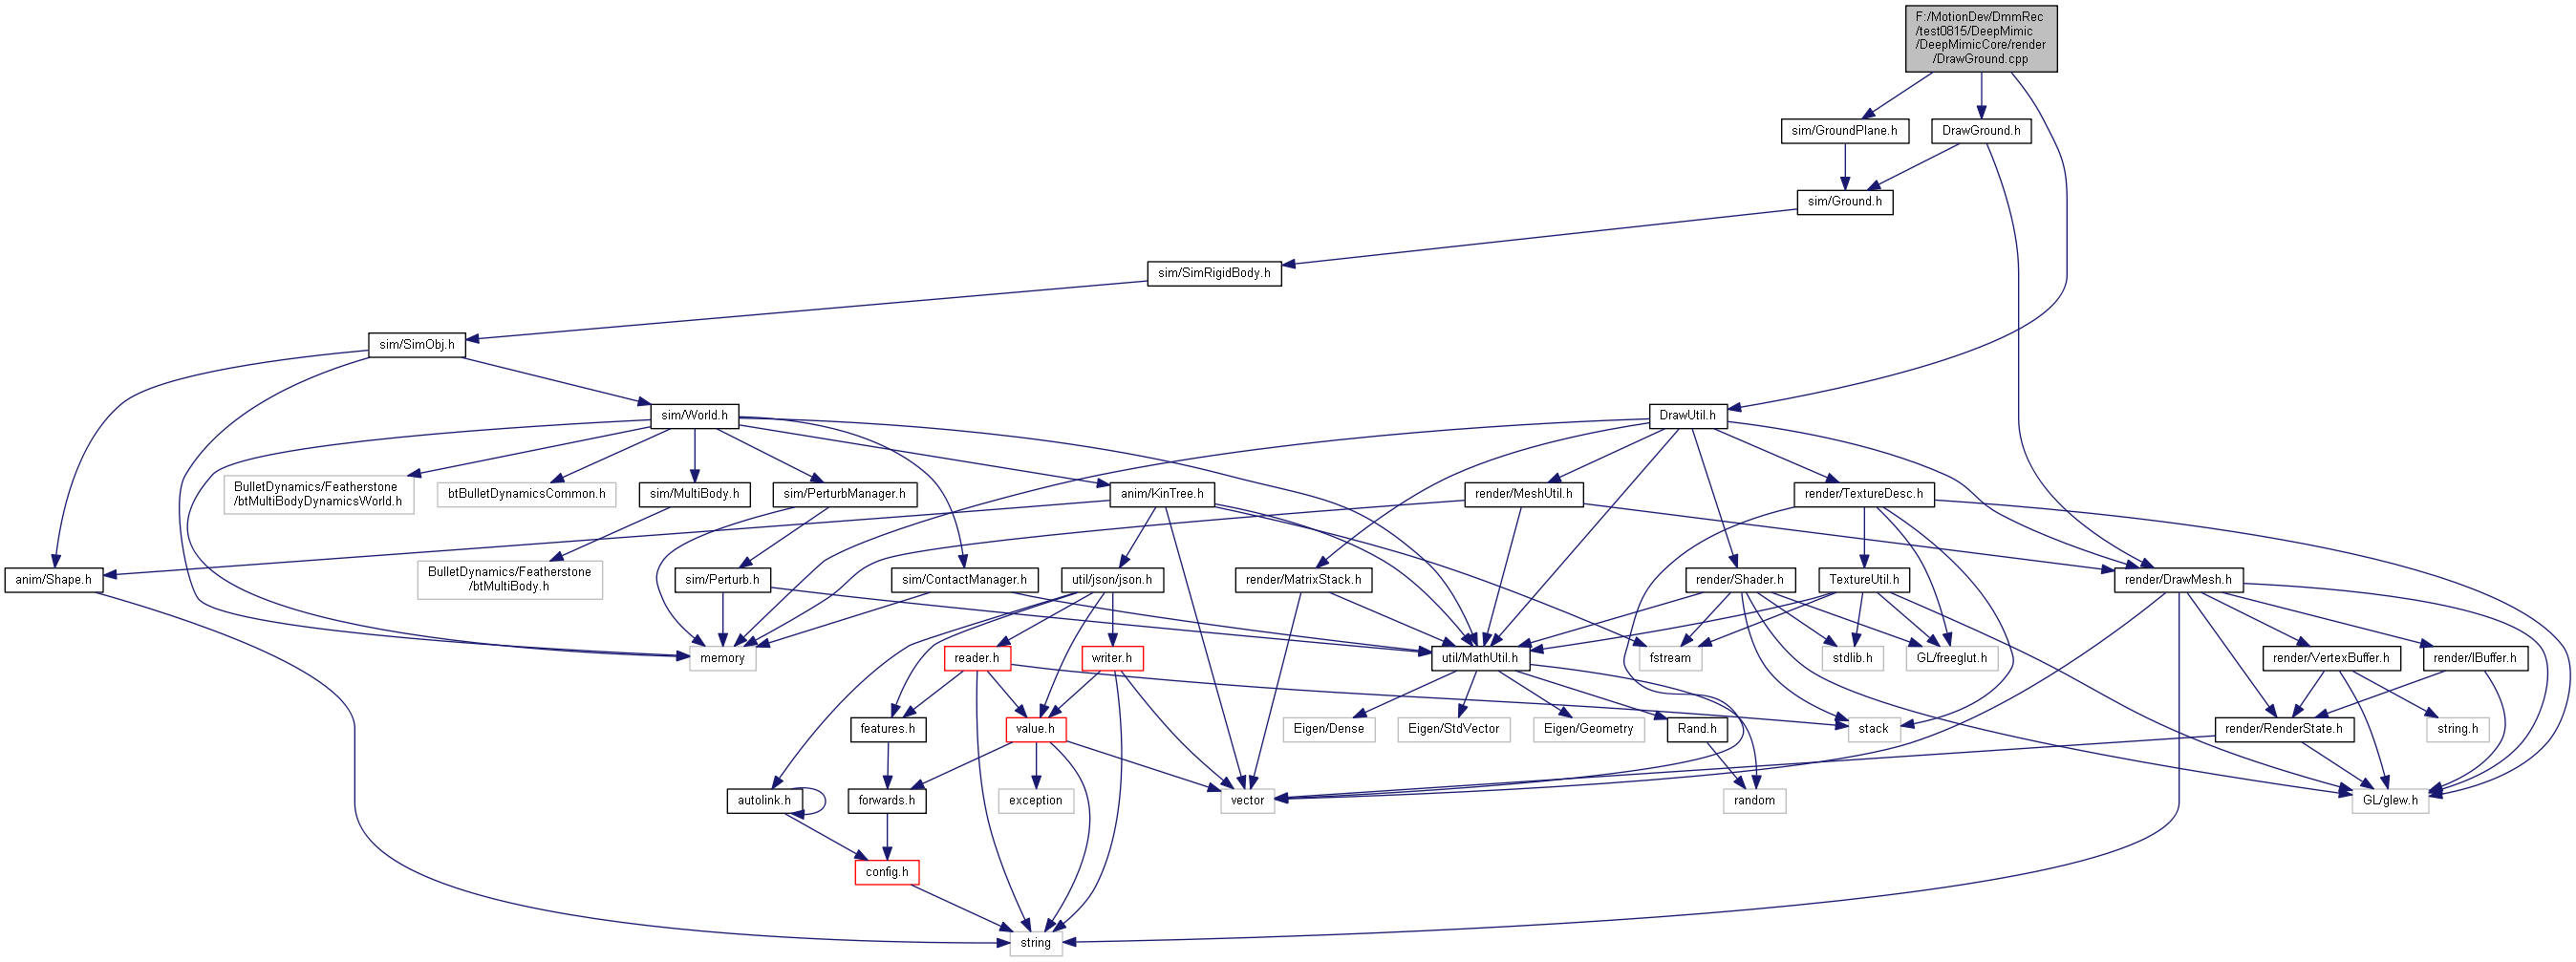 F:/MotionDev/DmmRec
/test0815/DeepMimic
/DeepMimicCore/render
/DrawGround.cpp
sim/GroundPlane.h
DrawGround.h
sim/Ground.h
sim/SimRigidBody.h
sim/SimObj.h
sim/World.h
DrawUtil.h
BulletDynamics/Featherstone
/btMultiBodyDynamicsWorld.h
btBulletDynamicsCommon.h
sim/MultiBody.h
sim/PerturbManager.h
anim/KinTree.h
render/MeshUtil.h
render/TextureDesc.h
anim/Shape.h
BulletDynamics/Featherstone
/btMultiBody.h
sim/Perturb.h
sim/ContactManager.h
util/json/json.h
render/MatrixStack.h
render/Shader.h
TextureUtil.h
render/DrawMesh.h
memory
reader.h
writer.h
util/MathUtil.h
fstream
stdlib.h
GL/freeglut.h
render/VertexBuffer.h
render/IBuffer.h
features.h
value.h
Eigen/Dense
Eigen/StdVector
Eigen/Geometry
Rand.h
stack
render/RenderState.h
string.h
autolink.h
forwards.h
exception
vector
random
GL/glew.h
config.h
string